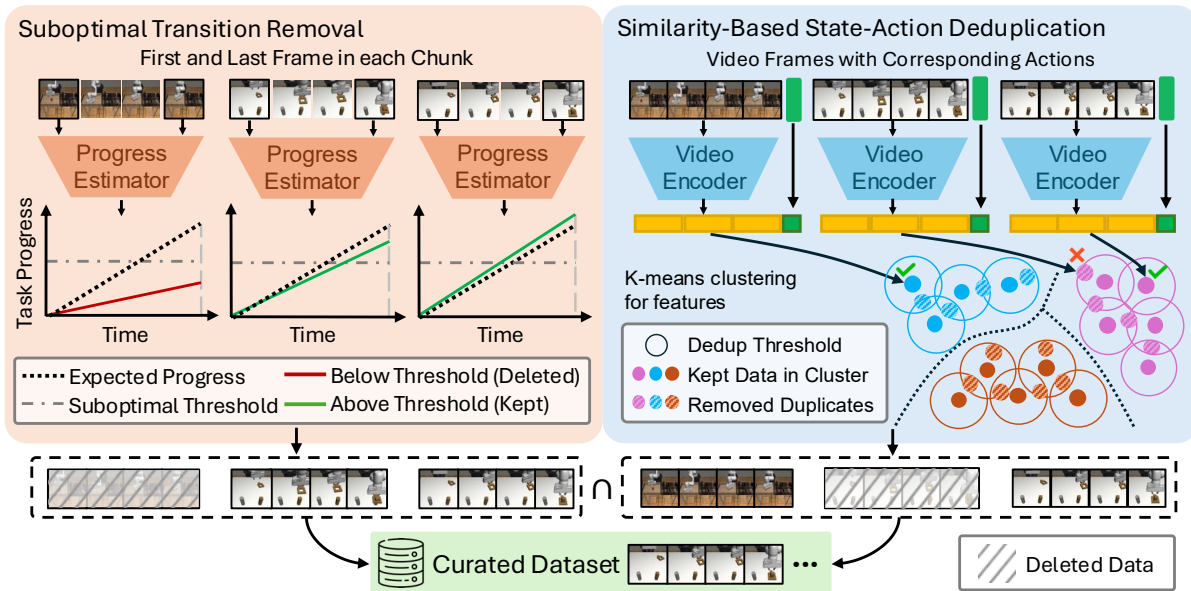 Suboptimal Transition Removal
First and Last Frame in each Chunk
Progress
Estimator
Progress
Estimator
Progress
Estimator
Task Progress
Time
Time
Time
Expected Progress
Below Threshold (Deleted)
Suboptimal Threshold
Above Threshold (Kept)
Similarity-Based State-Action Deduplication
Video Frames with Corresponding Actions
Video
Encoder
Video
Encoder
Video
Encoder
K-means clustering
for features
Dedup Threshold
Kept Data in Cluster
Removed Duplicates
∩
Curated Dataset
•••
Deleted Data